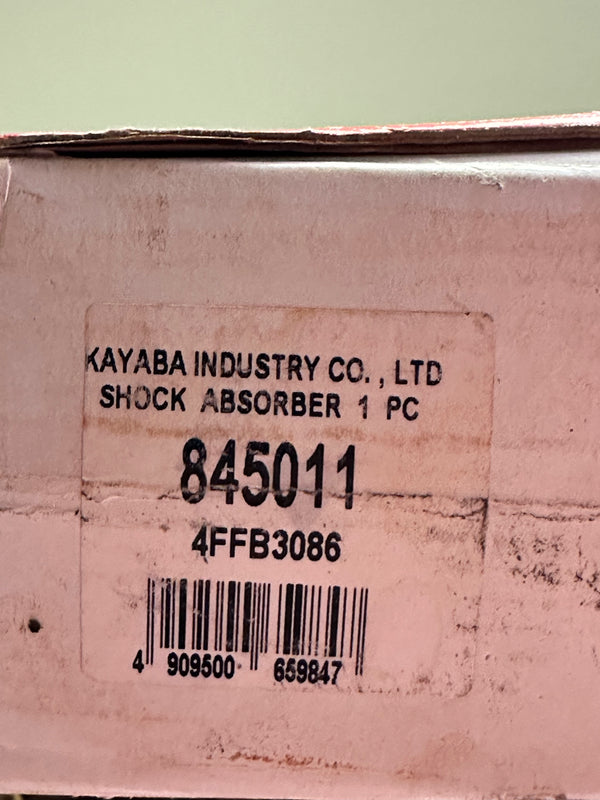 KAYABA INDUSTRY CO. , LTD
SHOCK ABSORBER 1 PC
845011
4FFB3086
4 909500 659847